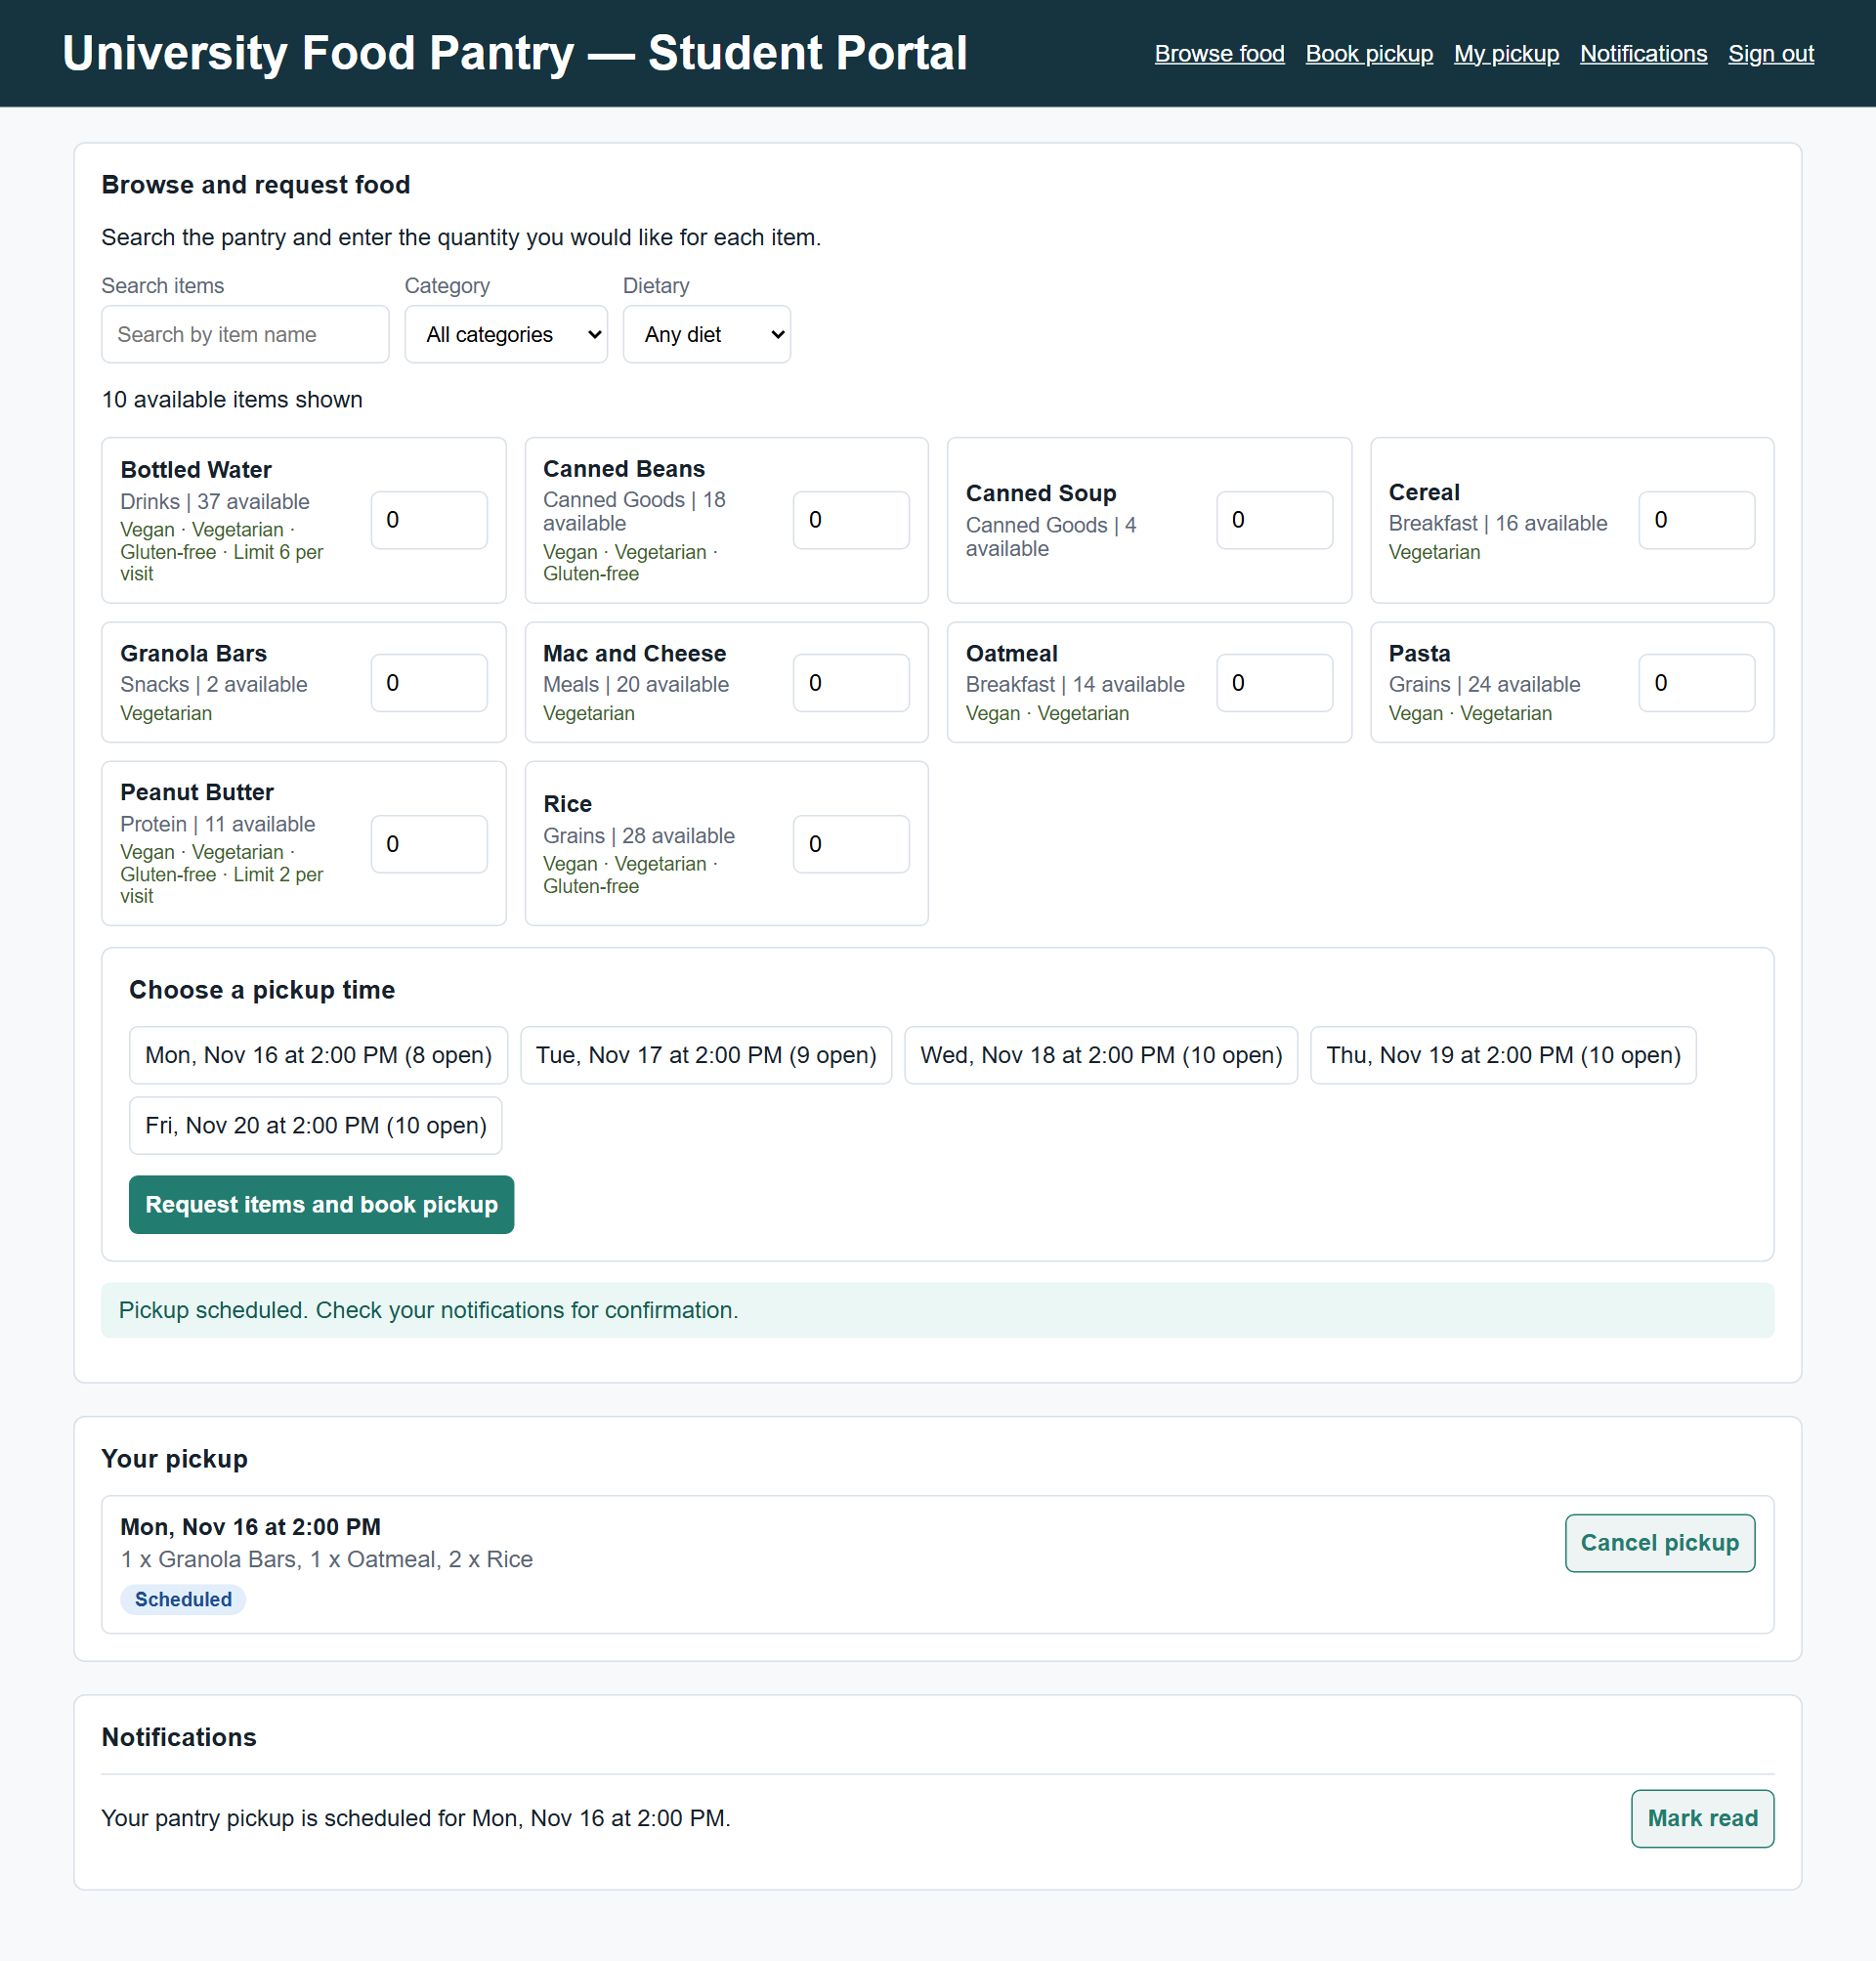 University Food Pantry — Student Portal
Browse food Book pickup My pickup Notifications Sign out
Browse and request food
Search the pantry and enter the quantity you would like for each item.
Search items Category Dietary
Search by item name All categories Any diet
10 available items shown
Bottled Water
Drinks | 37 available
Vegan · Vegetarian ·
Gluten-free · Limit 6 per
visit
0
Canned Beans
Canned Goods | 18
available
Vegan · Vegetarian ·
Gluten-free
0
Canned Soup
Canned Goods | 4
available
0
Cereal
Breakfast | 16 available
Vegetarian
0
Granola Bars
Snacks | 2 available
Vegetarian
0
Mac and Cheese
Meals | 20 available
Vegetarian
0
Oatmeal
Breakfast | 14 available
Vegan · Vegetarian
0
Pasta
Grains | 24 available
Vegan · Vegetarian
0
Peanut Butter
Protein | 11 available
Vegan · Vegetarian ·
Gluten-free · Limit 2 per
visit
0
Rice
Grains | 28 available
Vegan · Vegetarian ·
Gluten-free
0
Choose a pickup time
Mon, Nov 16 at 2:00 PM (8 open) Tue, Nov 17 at 2:00 PM (9 open) Wed, Nov 18 at 2:00 PM (10 open) Thu, Nov 19 at 2:00 PM (10 open)
Fri, Nov 20 at 2:00 PM (10 open)
Request items and book pickup
Pickup scheduled. Check your notifications for confirmation.
Your pickup
Mon, Nov 16 at 2:00 PM
1 x Granola Bars, 1 x Oatmeal, 2 x Rice
Scheduled
Cancel pickup
Notifications
Your pantry pickup is scheduled for Mon, Nov 16 at 2:00 PM.
Mark read